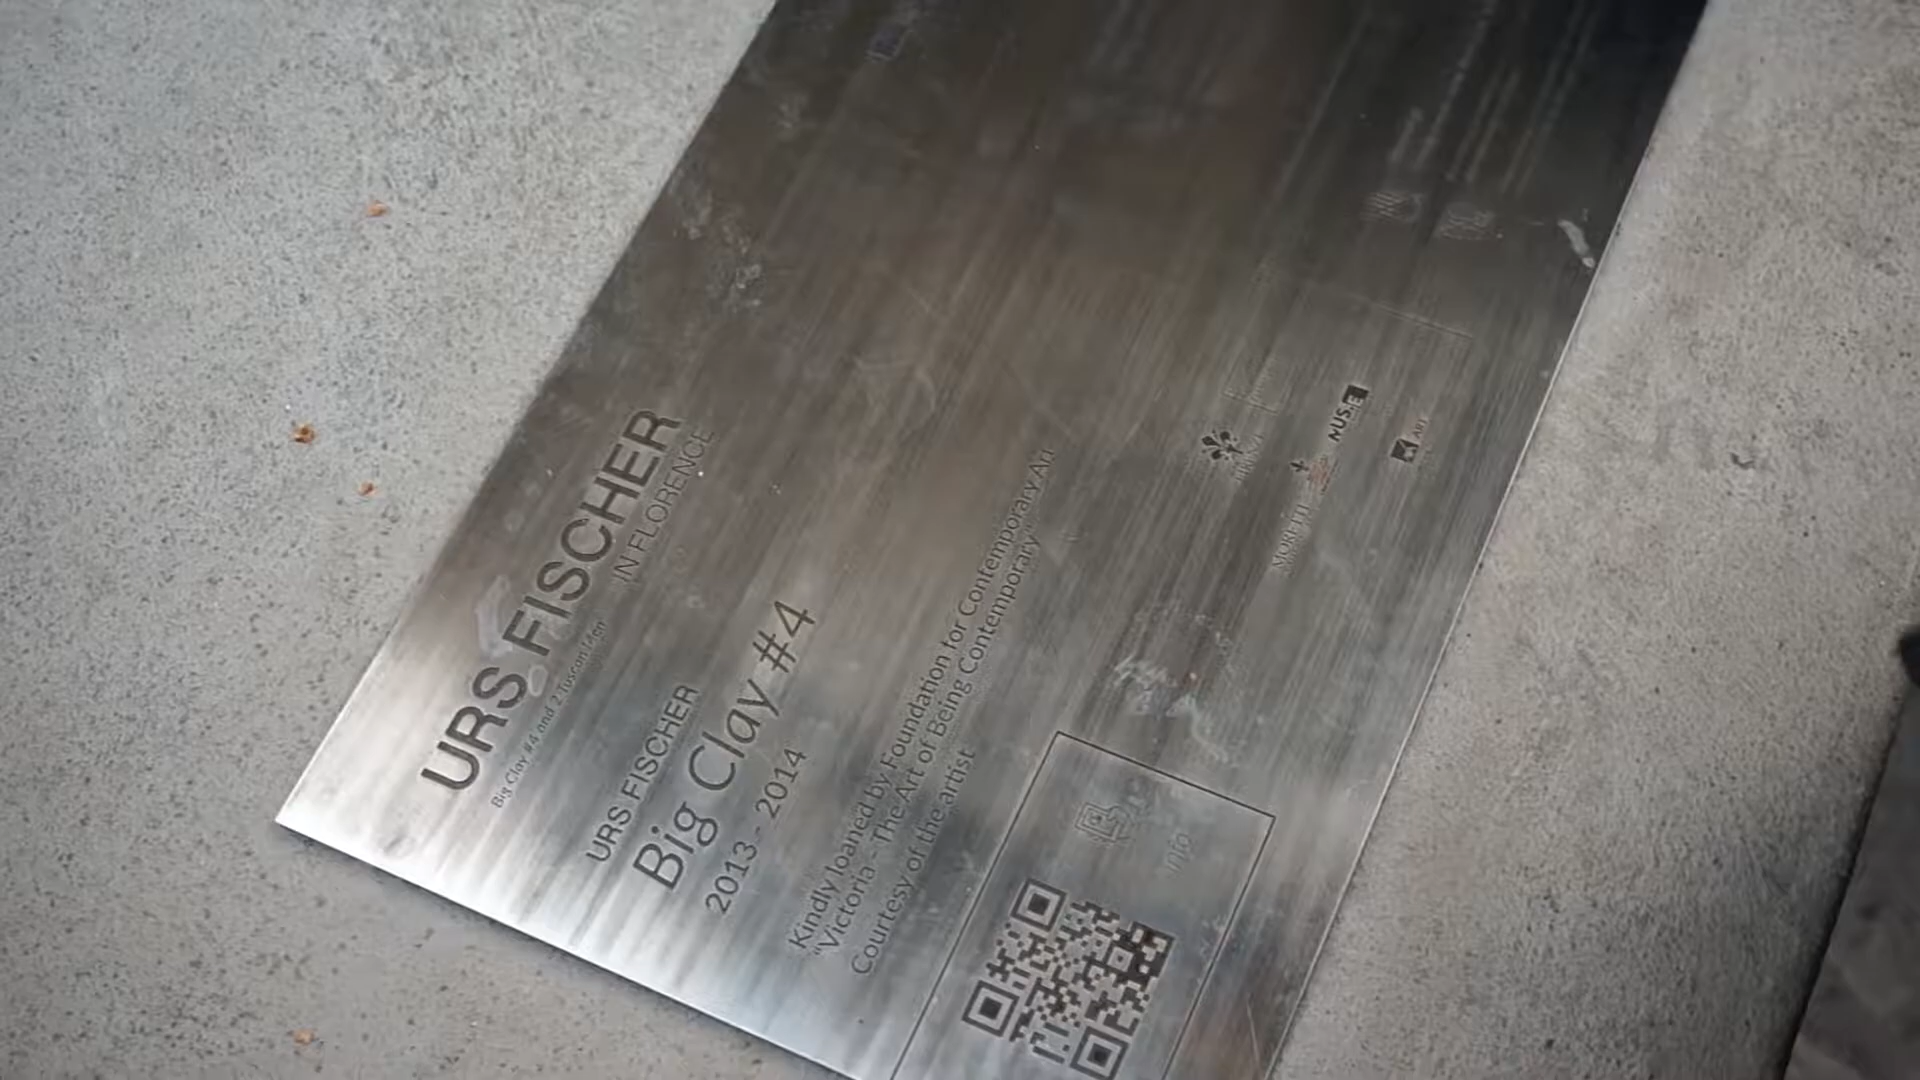 URS FISCHER
IN FLORENCE
Big Clay #4 and 2 Tuscan Men
URS FISCHER
Big Clay #4
2013 - 2014
Kindly loaned by Foundation for Contemporary Art
"Victoria - The Art of Being Contemporary"
Courtesy of the artist
MUS.E
ART
info